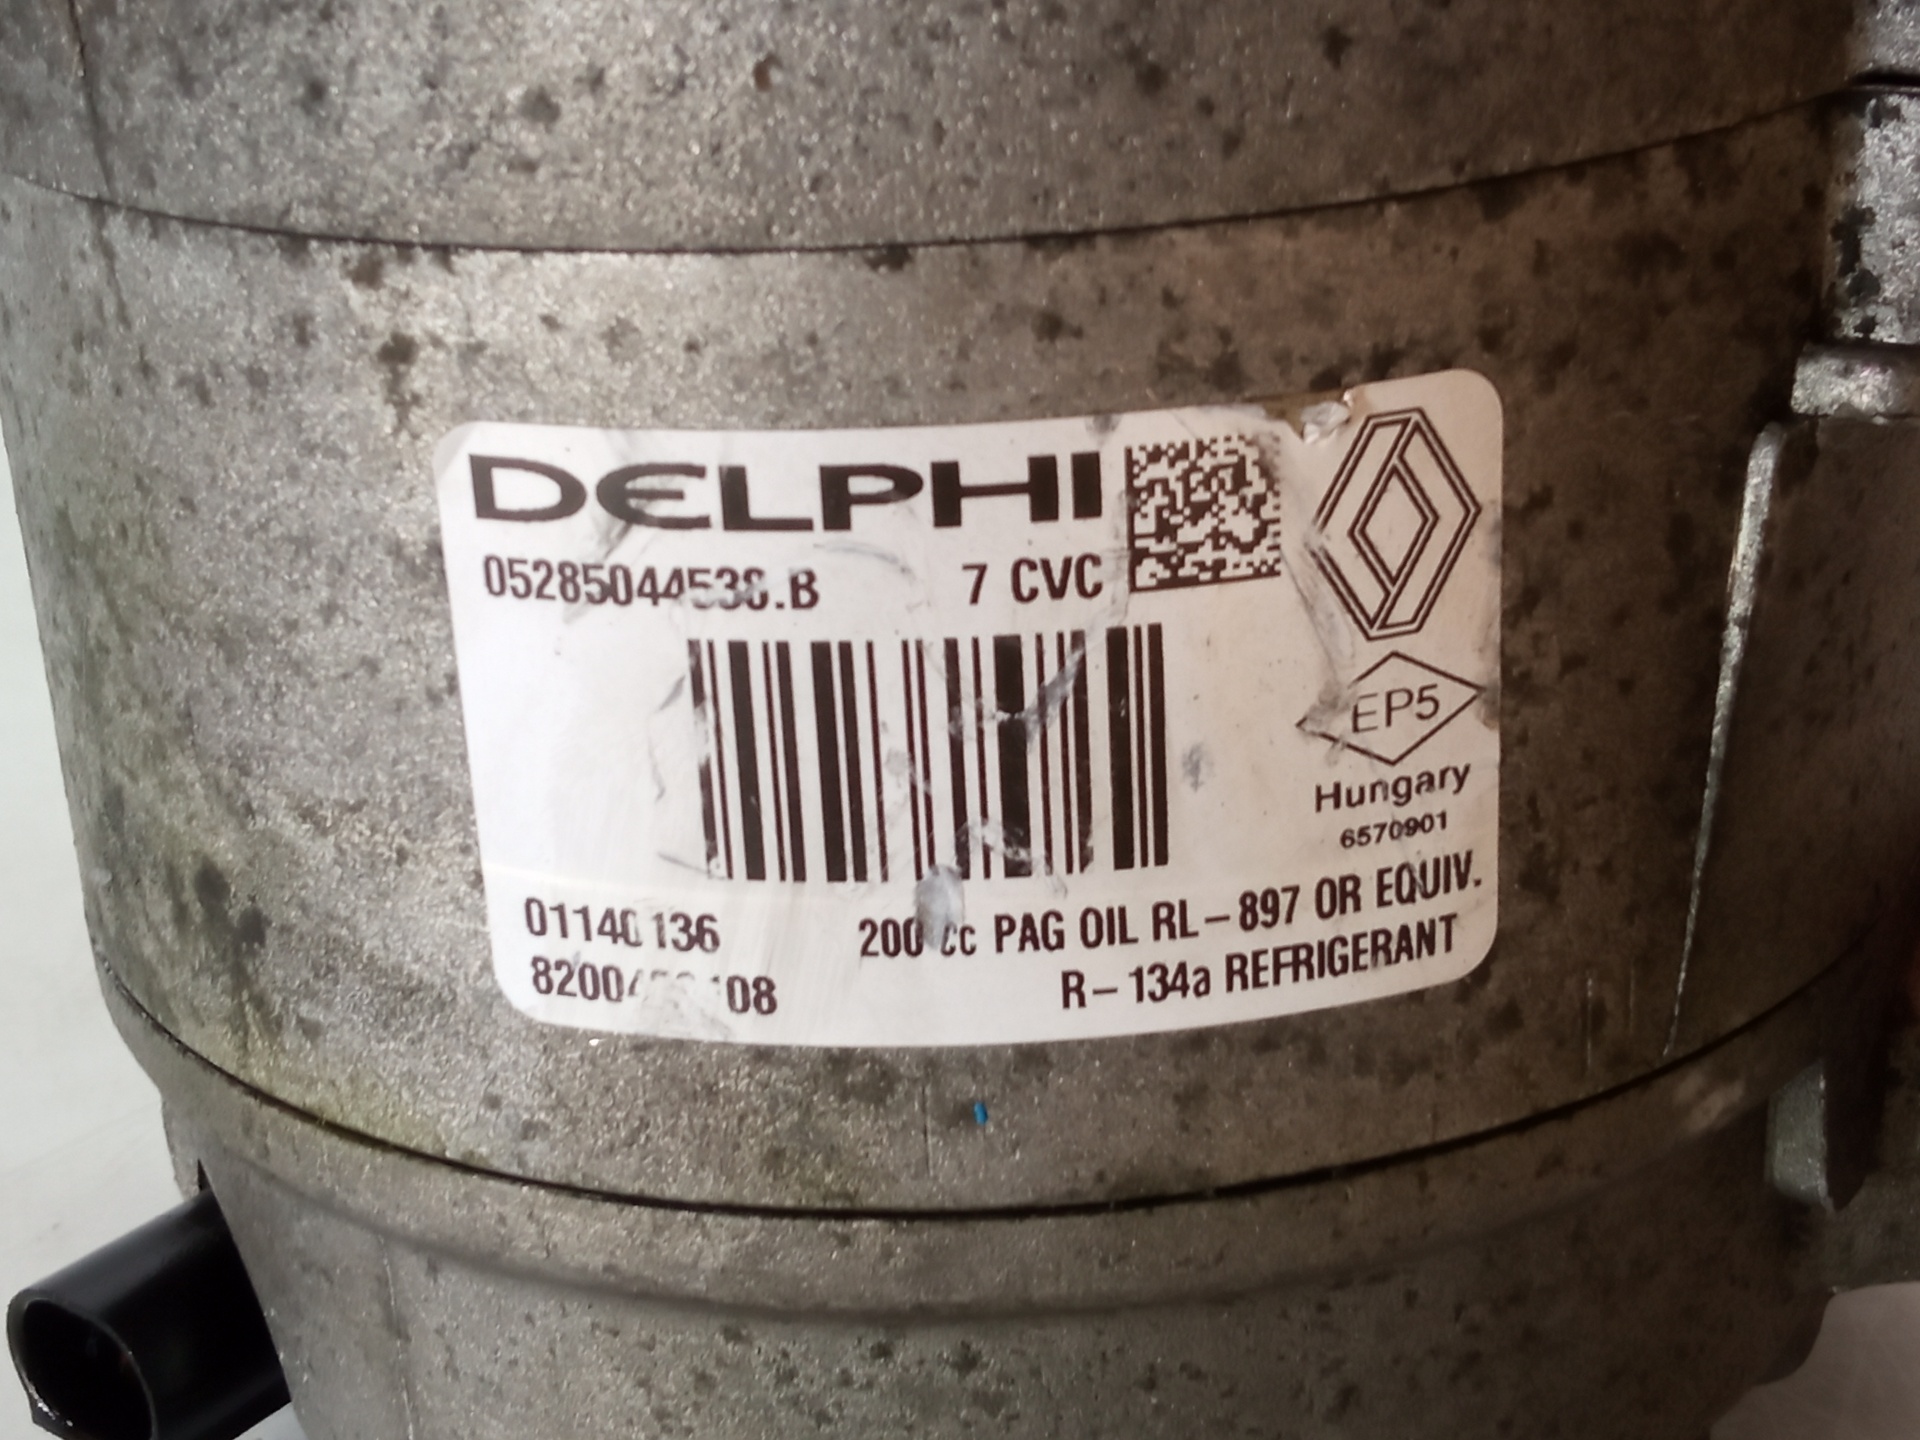 DELPHI
7 CVC
EP5
Hungary
6570901
200 cc PAG OIL RL-897 OR EQUIV.
R-134a REFRIGERANT